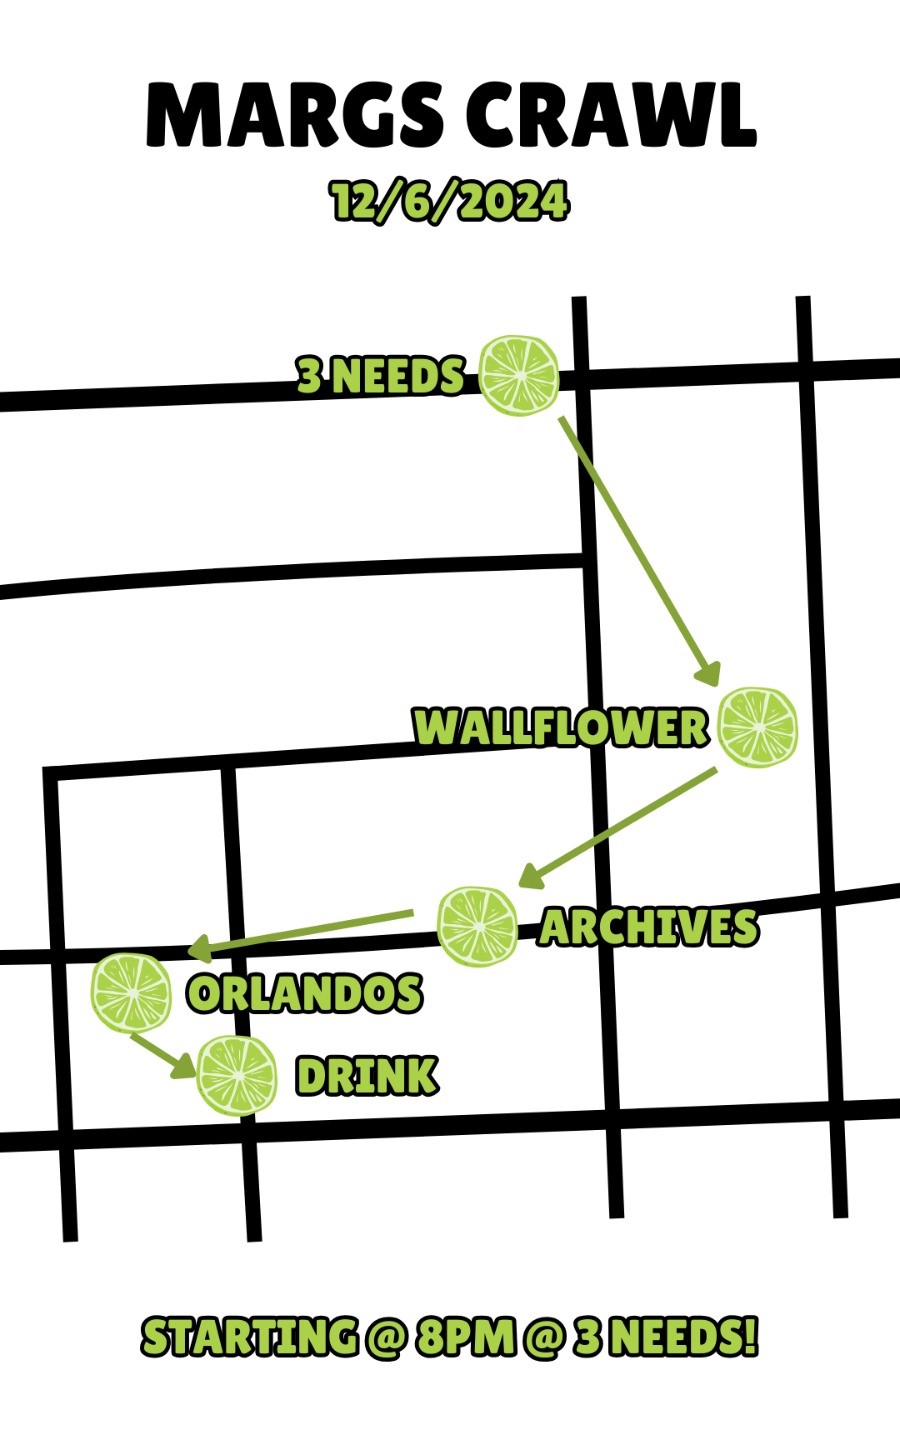 MARGS CRAWL
12/6/2024
3 NEEDS
WALLFLOWER
ARCHIVES
ORLANDOS
DRINK
STARTING @ 8PM @ 3 NEEDS!